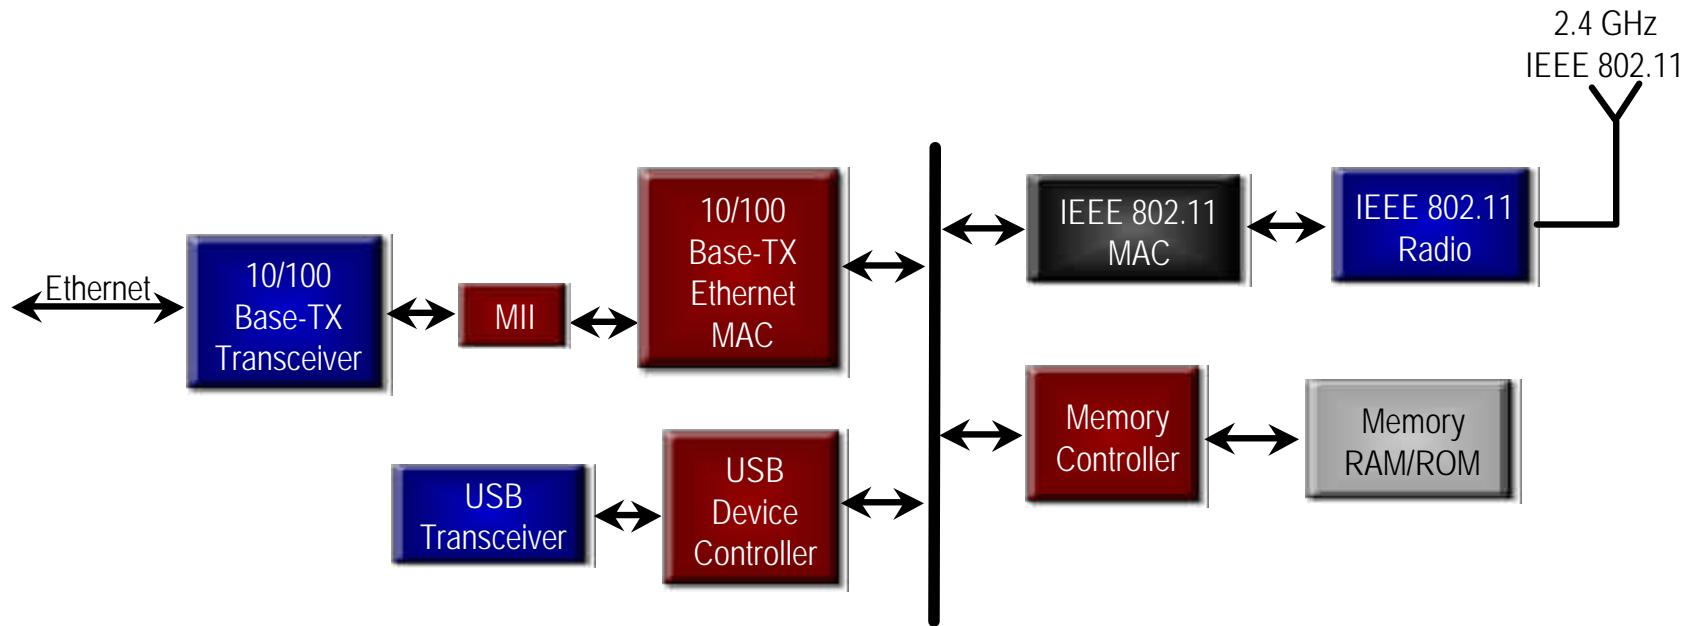 2.4 GHz
IEEE 802.11
Ethernet
10/100
Base-TX
Transceiver
MII
10/100
Base-TX
Ethernet
MAC
IEEE 802.11
MAC
IEEE 802.11
Radio
USB
Transceiver
USB
Device
Controller
Memory
Controller
Memory
RAM/ROM